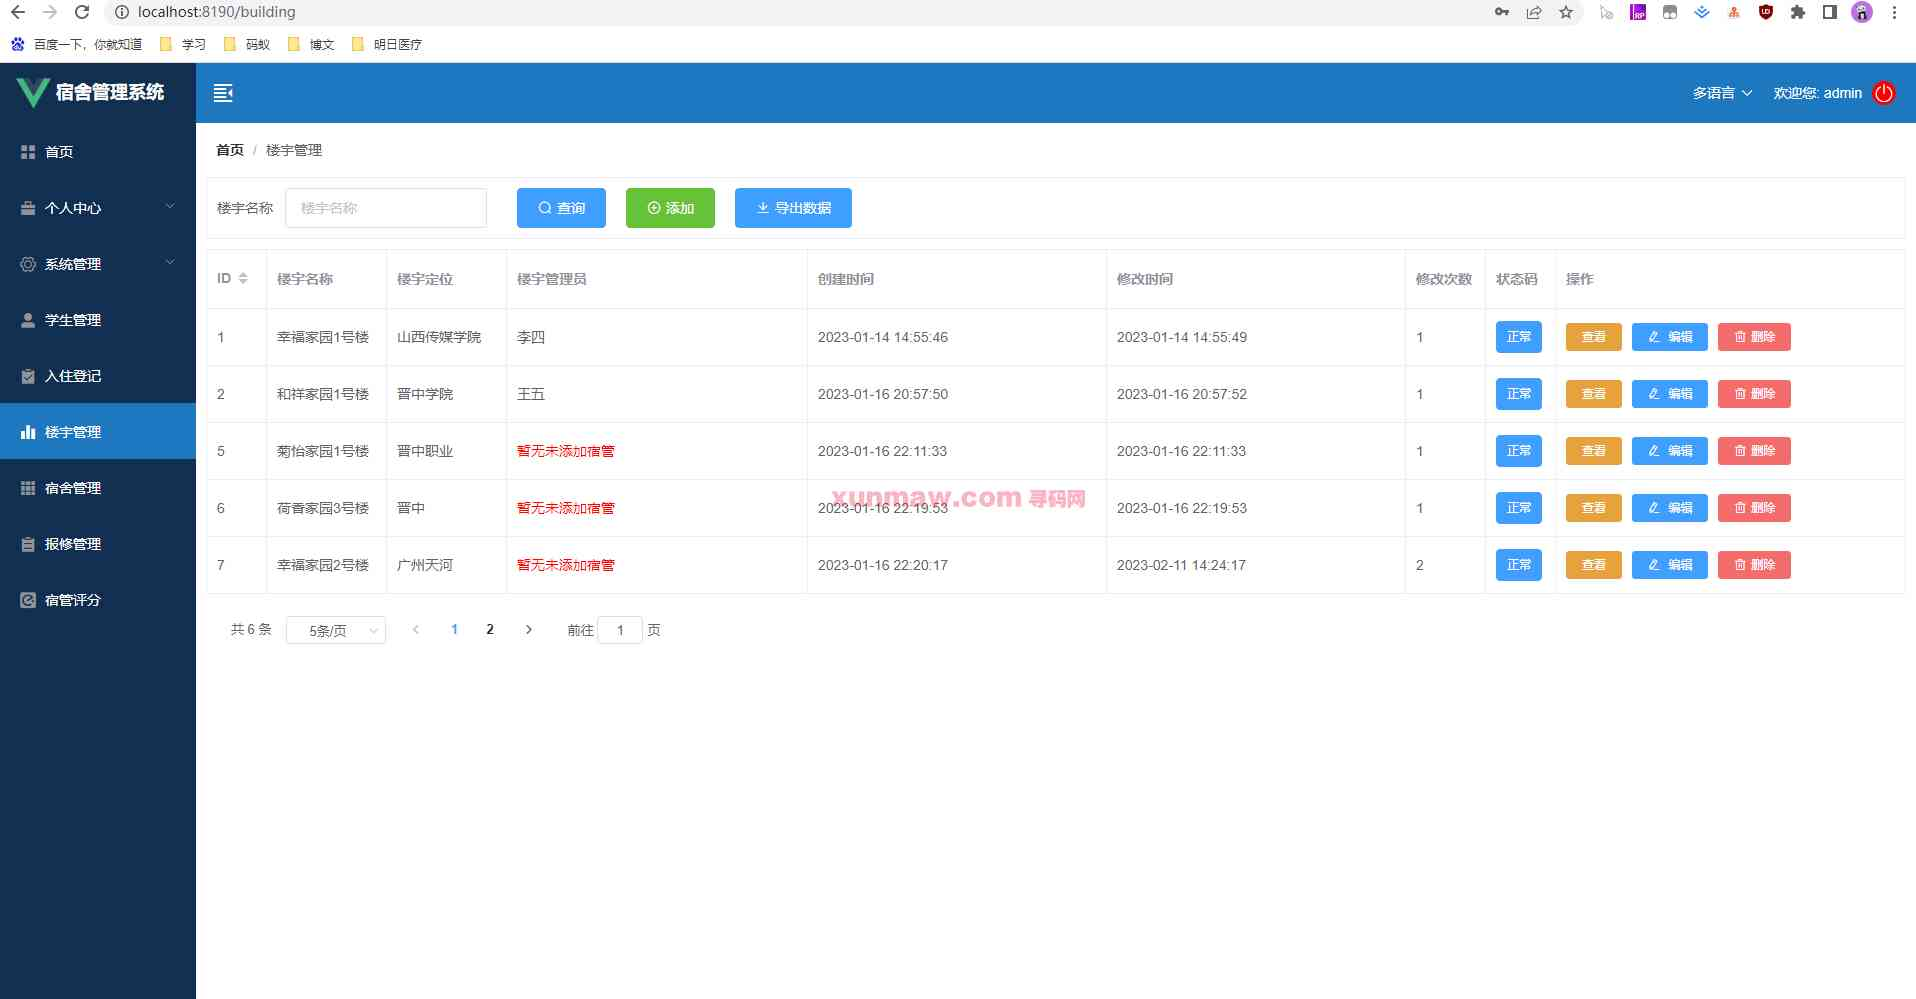 localhost:8190/building
百度一下，你就知道 学习 码蚁 博文 明日医疗
宿舍管理系统
多语言 欢迎您: admin
首页
个人中心
系统管理
学生管理
入住登记
楼宇管理
宿舍管理
报修管理
宿管评分
首页 / 楼宇管理
楼宇名称 楼宇名称 查询 添加 导出数据
ID 楼宇名称 楼宇定位 楼宇管理员 创建时间 修改时间 修改次数 状态码 操作
1 幸福家园1号楼 山西传媒学院 李四 2023-01-14 14:55:46 2023-01-14 14:55:49 1 正常 查看 编辑 删除
2 和祥家园1号楼 晋中学院 王五 2023-01-16 20:57:50 2023-01-16 20:57:52 1 正常 查看 编辑 删除
5 菊怡家园1号楼 晋中职业 暂无未添加宿管 2023-01-16 22:11:33 2023-01-16 22:11:33 1 正常 查看 编辑 删除
xunmaw.com 寻码网
6 荷香家园3号楼 晋中 暂无未添加宿管 2023-01-16 22:19:53 2023-01-16 22:19:53 1 正常 查看 编辑 删除
7 幸福家园2号楼 广州天河 暂无未添加宿管 2023-01-16 22:20:17 2023-02-11 14:24:17 2 正常 查看 编辑 删除
共 6 条 5条/页 1 2 前往 1 页